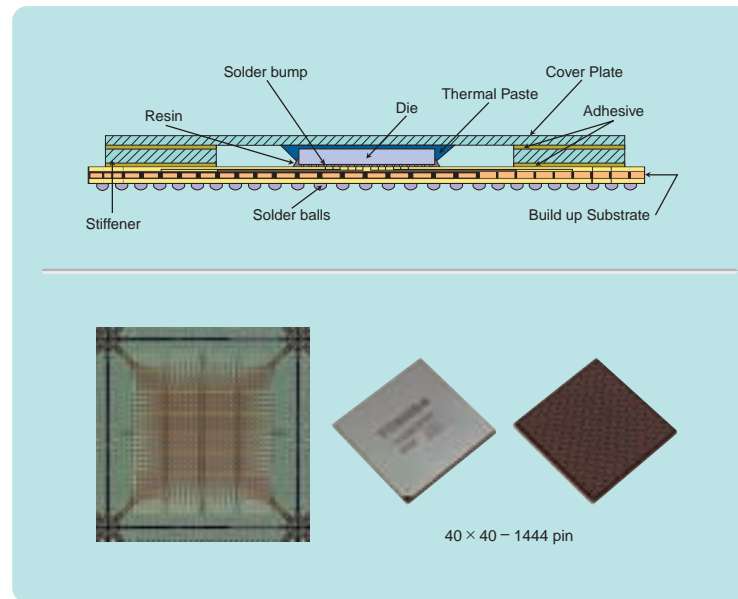 Solder bump
Cover Plate
Resin
Die
Thermal Paste
Adhesive
Stiffener
Solder balls
Build up Substrate
TOSHIBA
40 × 40 – 1444 pin